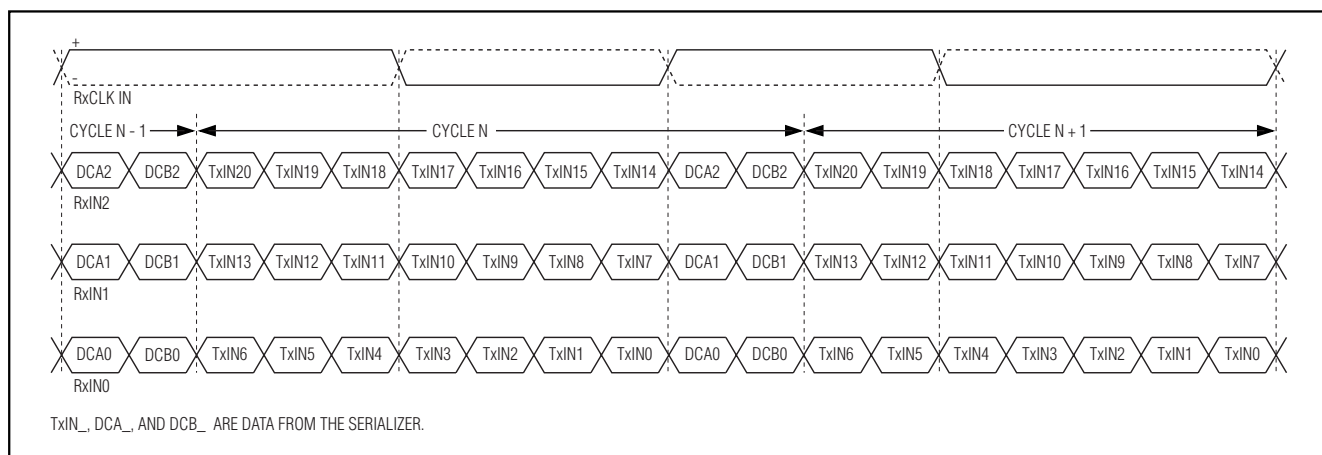 +
-
RxCLK IN
CYCLE N - 1 CYCLE N CYCLE N + 1
DCA2 DCB2 TxIN20 TxIN19 TxIN18 TxIN17 TxIN16 TxIN15 TxIN14 DCA2 DCB2 TxIN20 TxIN19 TxIN18 TxIN17 TxIN16 TxIN15 TxIN14
RxIN2
DCA1 DCB1 TxIN13 TxIN12 TxIN11 TxIN10 TxIN9 TxIN8 TxIN7 DCA1 DCB1 TxIN13 TxIN12 TxIN11 TxIN10 TxIN9 TxIN8 TxIN7
RxIN1
DCA0 DCB0 TxIN6 TxIN5 TxIN4 TxIN3 TxIN2 TxIN1 TxIN0 DCA0 DCB0 TxIN6 TxIN5 TxIN4 TxIN3 TxIN2 TxIN1 TxIN0
RxIN0
TxIN_, DCA_, AND DCB_ ARE DATA FROM THE SERIALIZER.